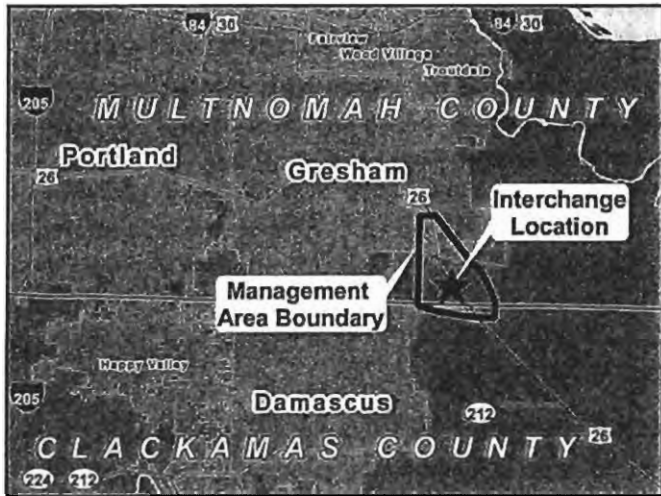 84 30
84 30
Fairview
Wood Village
Troutdale
205
MULTNOMAH COUNTY
Portland
Gresham
26
26
Interchange
Location
Management
Area Boundary
Happy Valley
205
Damascus
212
26
CLACKAMAS COUNTY
224 212